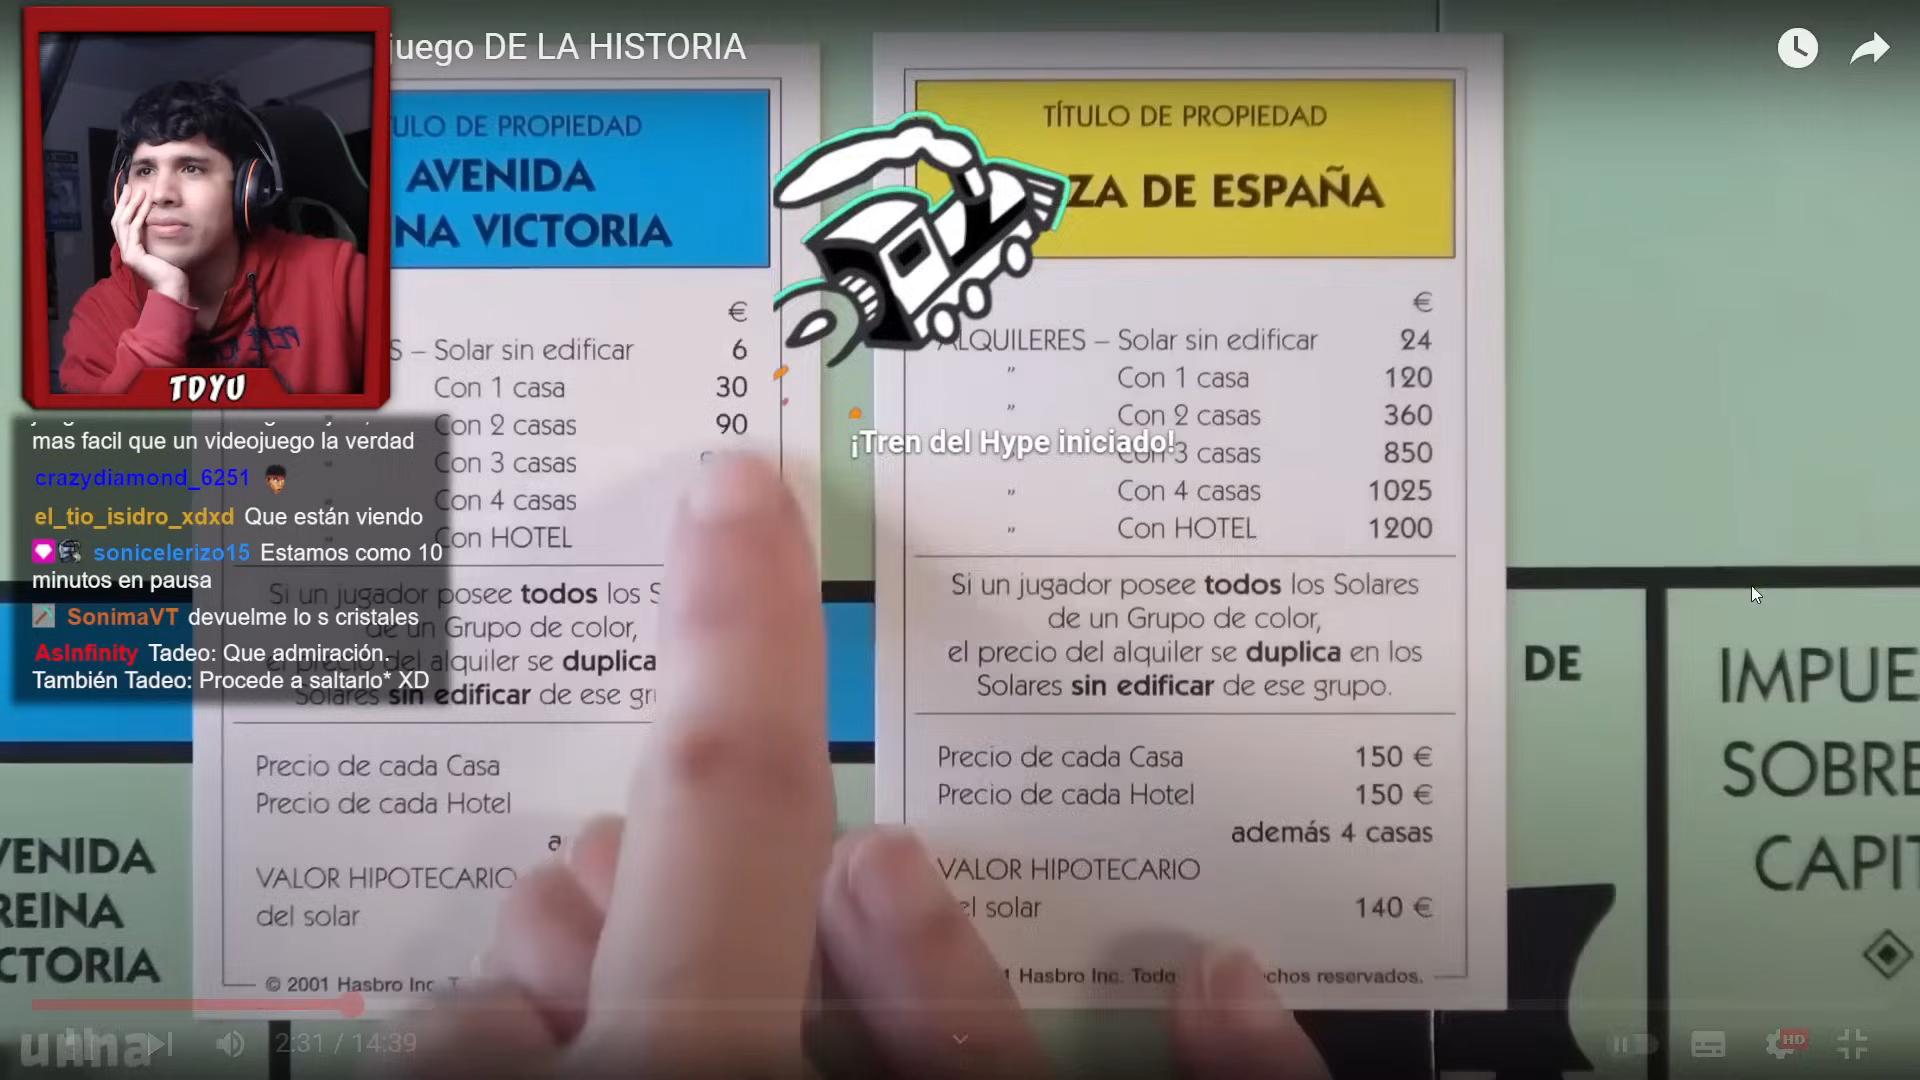 juego DE LA HISTORIA
TDYU
mas facil que un videojuego la verdad
crazydiamond_6251
el_tio_isidro_xdxd Que están viendo
sonicelerizo15 Estamos como 10
minutos en pausa
SonimaVT devuelme lo s cristales
AsInfinity Tadeo: Que admiración.
También Tadeo: Procede a saltarlo* XD
ULO DE PROPIEDAD
AVENIDA
NA VICTORIA
€
S – Solar sin edificar 6
Con 1 casa 30
Con 2 casas 90
Con 3 casas
Con 4 casas
Con HOTEL
Si un jugador posee todos los S
de un Grupo de color,
el precio del alquiler se duplica
Solares sin edificar de ese gr
Precio de cada Casa
Precio de cada Hotel
a
VALOR HIPOTECARIO
del solar
© 2001 Hasbro Inc. T
¡Tren del Hype iniciado!
TÍTULO DE PROPIEDAD
ZA DE ESPAÑA
€
ALQUILERES – Solar sin edificar 24
" Con 1 casa 120
" Con 2 casas 360
Con 3 casas 850
" Con 4 casas 1025
" Con HOTEL 1200
Si un jugador posee todos los Solares
de un Grupo de color,
el precio del alquiler se duplica en los
Solares sin edificar de ese grupo.
Precio de cada Casa 150 €
Precio de cada Hotel 150 €
además 4 casas
VALOR HIPOTECARIO
el solar 140 €
1 Hasbro Inc. Todo chos reservados.
VENIDA
REINA
CTORIA
DE
IMPUE
SOBRE
CAPIT
2:31 / 14:39
HD
unna